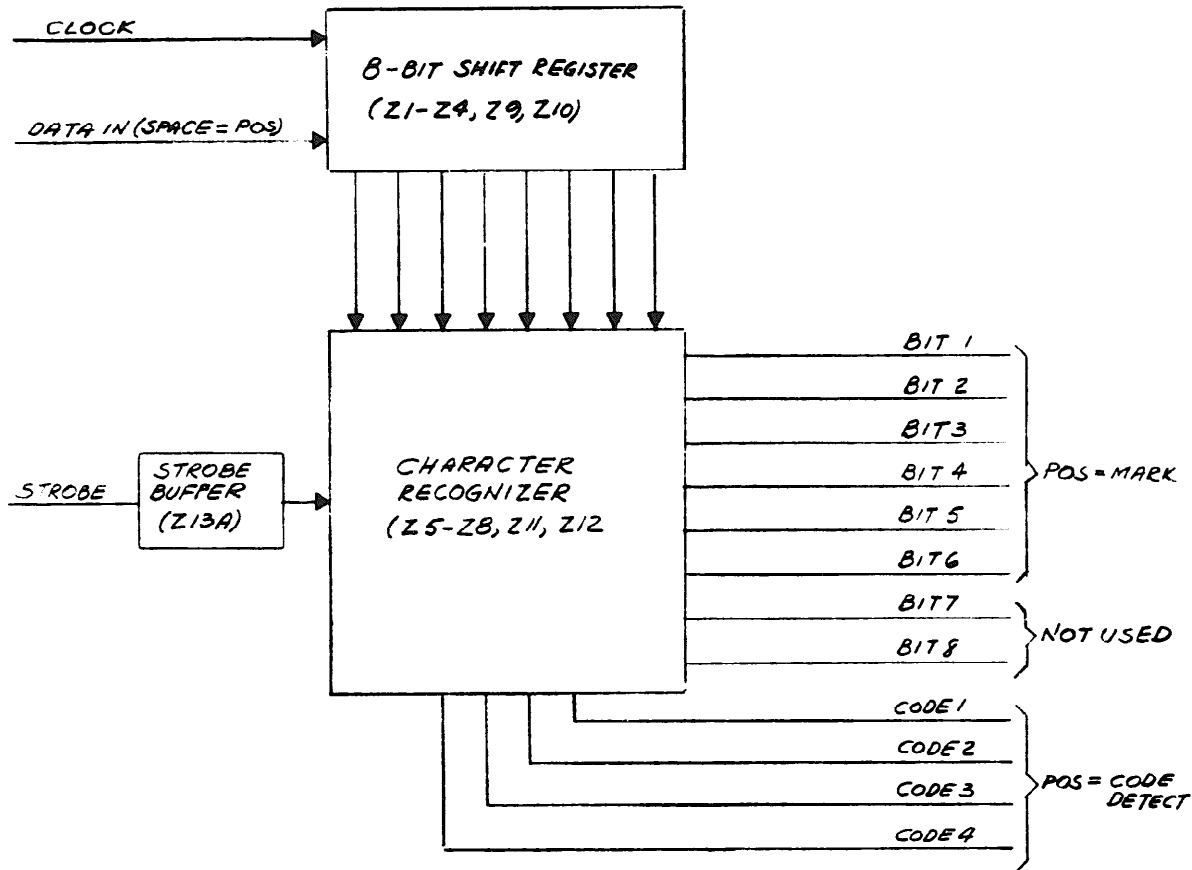 CLOCK
8-BIT SHIFT REGISTER
(Z1-Z4, Z9, Z10)
DATA IN (SPACE = POS)
BIT 1
BIT 2
BIT 3
BIT 4
BIT 5
BIT 6
POS = MARK
STROBE
STROBE
BUFFER
(Z13A)
CHARACTER
RECOGNIZER
(Z5-Z8, Z11, Z12
BIT 7
BIT 8
NOT USED
CODE 1
CODE 2
CODE 3
CODE 4
POS = CODE
DETECT